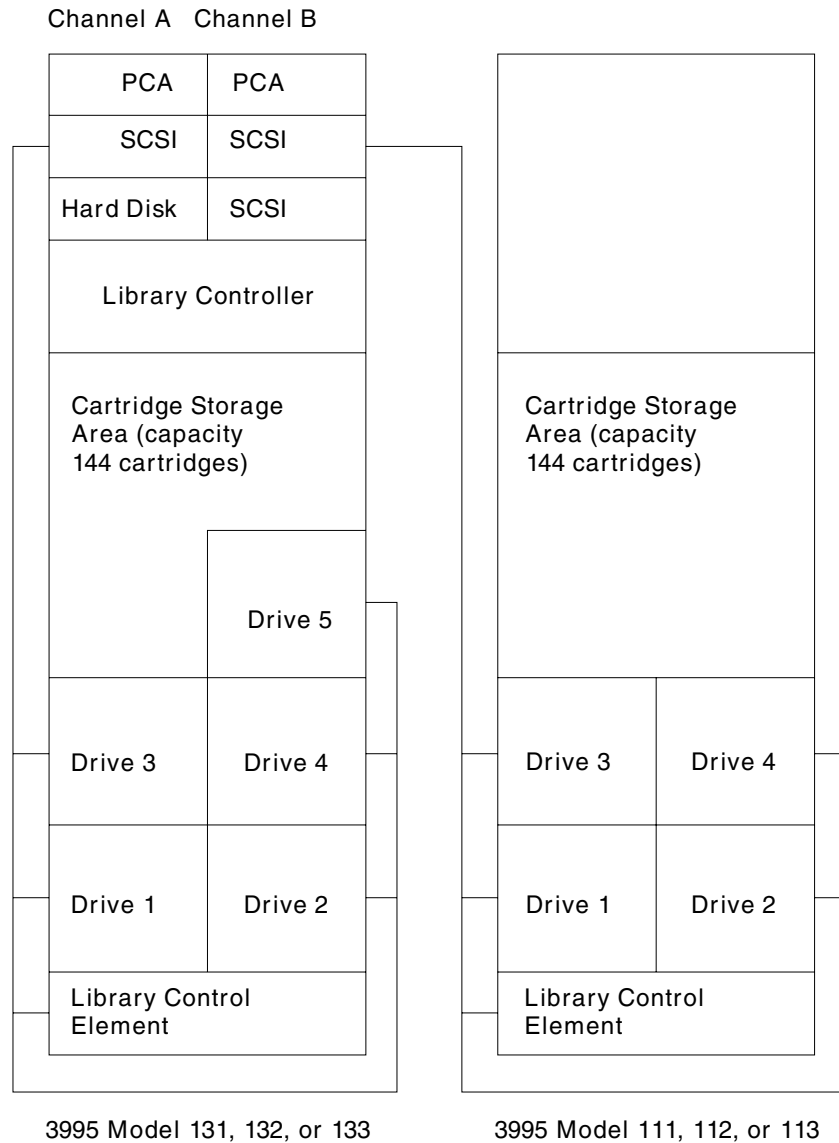 Channel A Channel B
PCA PCA
SCSI SCSI
Hard Disk SCSI
Library Controller
Cartridge Storage
Area (capacity
144 cartridges)
Drive 5
Drive 3 Drive 4
Drive 1 Drive 2
Library Control
Element
3995 Model 131, 132, or 133
Cartridge Storage
Area (capacity
144 cartridges)
Drive 3 Drive 4
Drive 1 Drive 2
Library Control
Element
3995 Model 111, 112, or 113